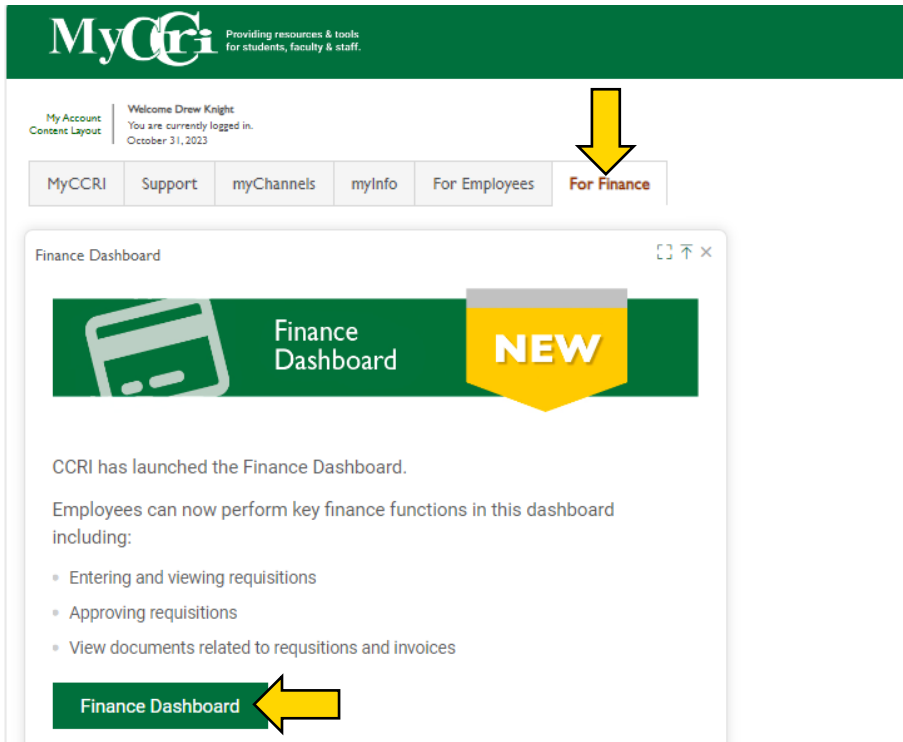 MyCCRi
Providing resources & tools
for students, faculty & staff.
My Account
Content Layout
Welcome Drew Knight
You are currently logged in.
October 31, 2023
MyCCRI
Support
myChannels
myInfo
For Employees
For Finance
Finance Dashboard
Finance
Dashboard
NEW
CCRI has launched the Finance Dashboard.
Employees can now perform key finance functions in this dashboard
including:
Entering and viewing requisitions
Approving requisitions
View documents related to requsitions and invoices
Finance Dashboard